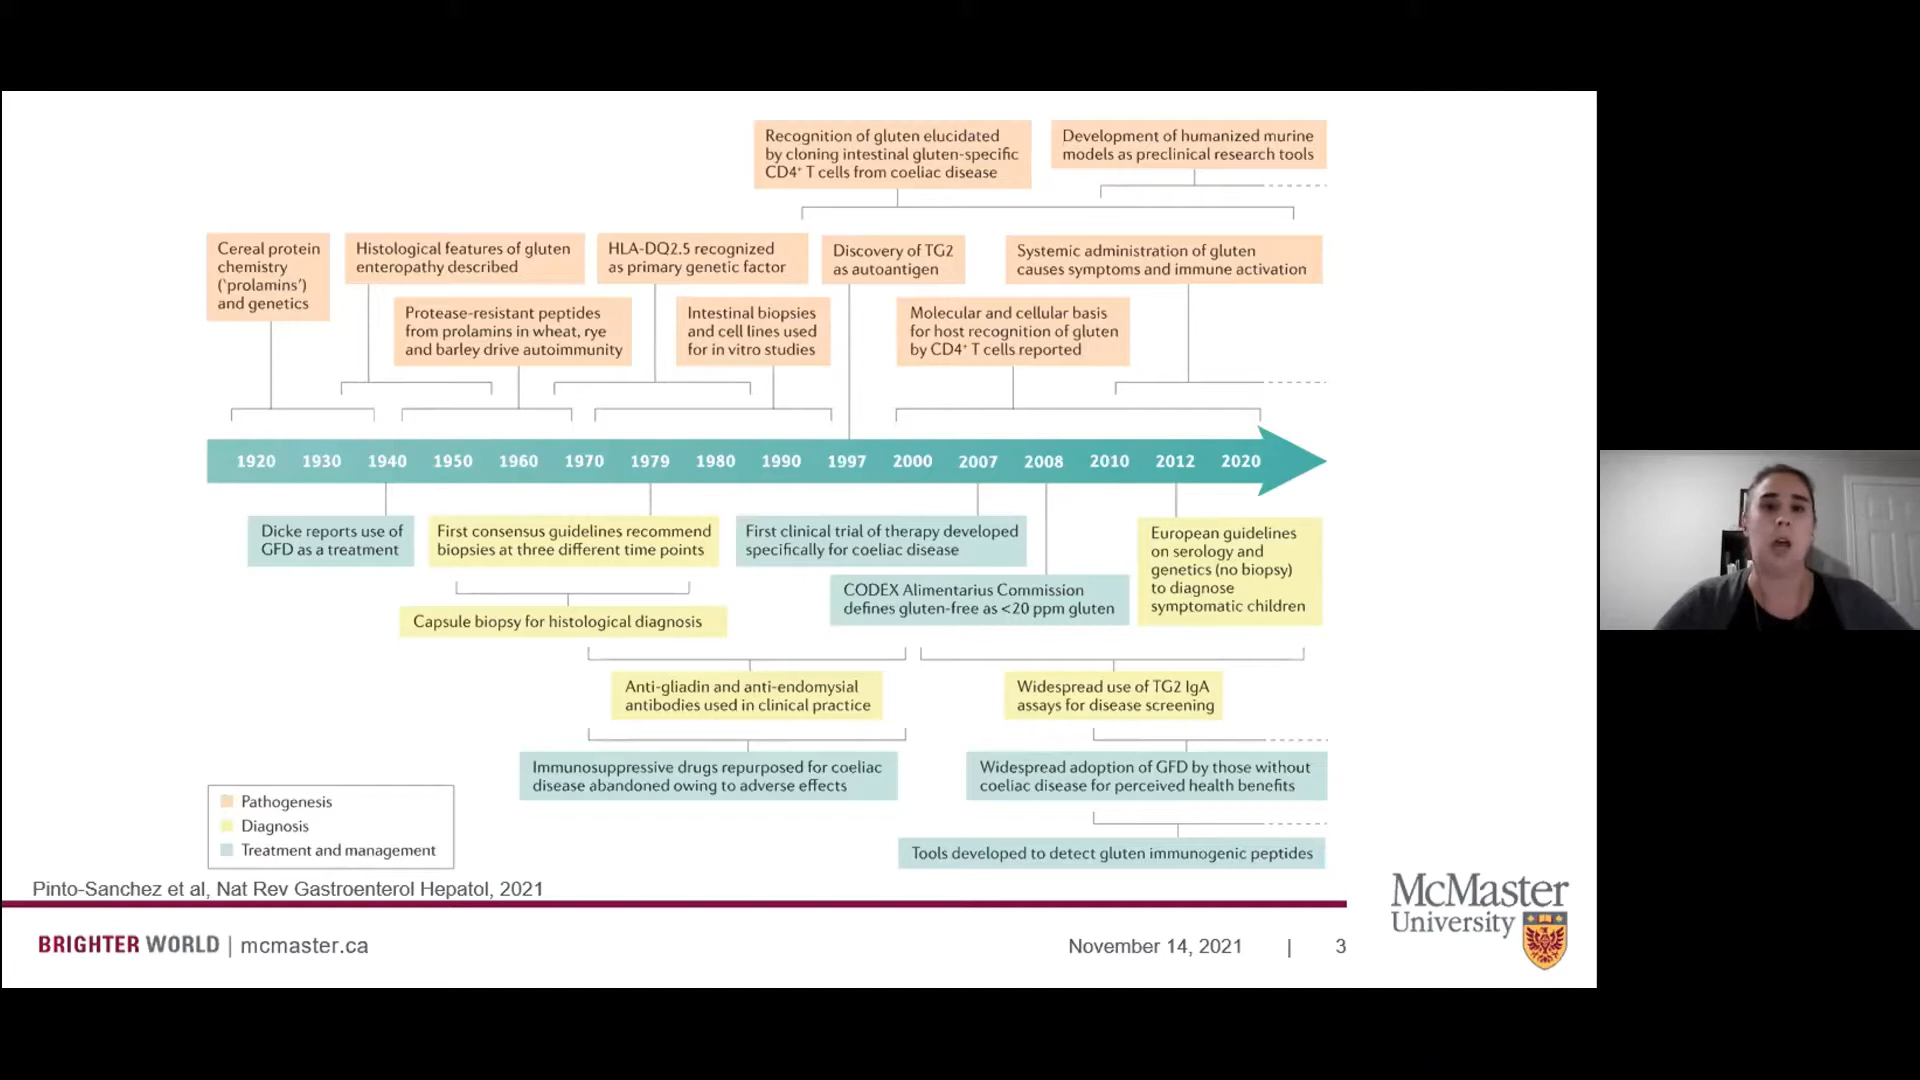 Recognition of gluten elucidated
by cloning intestinal gluten-specific
CD4⁺ T cells from coeliac disease
Development of humanized murine
models as preclinical research tools
Cereal protein
chemistry
('prolamins')
and genetics
Histological features of gluten
enteropathy described
HLA-DQ2.5 recognized
as primary genetic factor
Discovery of TG2
as autoantigen
Systemic administration of gluten
causes symptoms and immune activation
Protease-resistant peptides
from prolamins in wheat, rye
and barley drive autoimmunity
Intestinal biopsies
and cell lines used
for in vitro studies
Molecular and cellular basis
for host recognition of gluten
by CD4⁺ T cells reported
1920 1930 1940 1950 1960 1970 1979 1980 1990 1997 2000 2007 2008 2010 2012 2020
Dicke reports use of
GFD as a treatment
First consensus guidelines recommend
biopsies at three different time points
First clinical trial of therapy developed
specifically for coeliac disease
European guidelines
on serology and
genetics (no biopsy)
to diagnose
symptomatic children
CODEX Alimentarius Commission
defines gluten-free as <20 ppm gluten
Capsule biopsy for histological diagnosis
Anti-gliadin and anti-endomysial
antibodies used in clinical practice
Widespread use of TG2 IgA
assays for disease screening
Immunosuppressive drugs repurposed for coeliac
disease abandoned owing to adverse effects
Widespread adoption of GFD by those without
coeliac disease for perceived health benefits
Tools developed to detect gluten immunogenic peptides
Pathogenesis
Diagnosis
Treatment and management
Pinto-Sanchez et al, Nat Rev Gastroenterol Hepatol, 2021
BRIGHTER WORLD | mcmaster.ca
November 14, 2021 | 3
McMaster
University